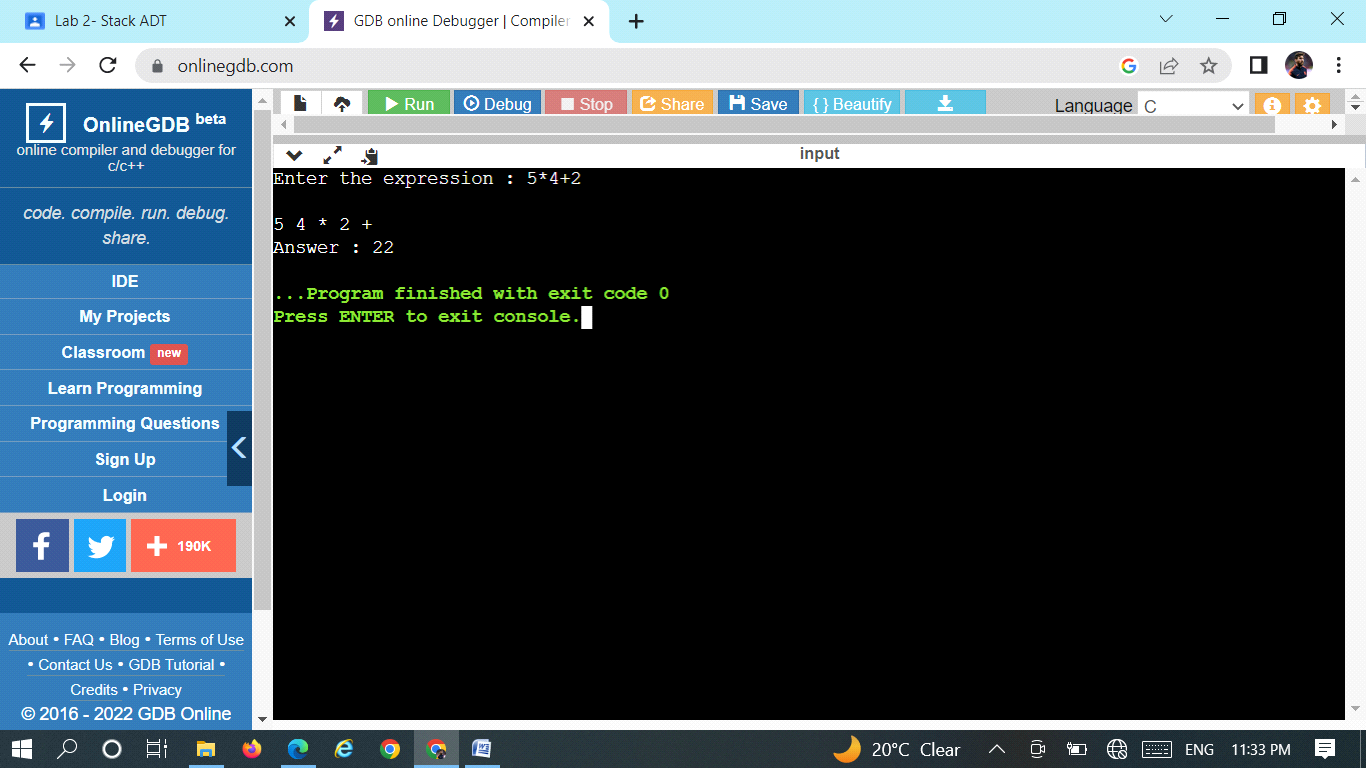 Lab 2- Stack ADT
GDB online Debugger | Compiler
onlinegdb.com
OnlineGDB beta
online compiler and debugger for
c/c++
code. compile. run. debug.
share.
IDE
My Projects
Classroom new
Learn Programming
Programming Questions
Sign Up
Login
190K
About • FAQ • Blog • Terms of Use
• Contact Us • GDB Tutorial •
Credits • Privacy
© 2016 - 2022 GDB Online
Run Debug Stop Share Save { } Beautify Language C
input
Enter the expression : 5*4+2
5 4 * 2 +
Answer : 22
...Program finished with exit code 0
Press ENTER to exit console.
20°C Clear ENG 11:33 PM